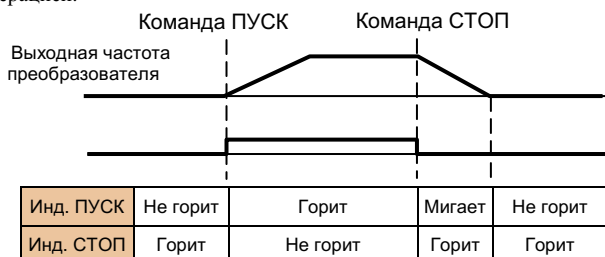 Команда ПУСК Команда СТОП
Выходная частота
преобразователя
Инд. ПУСК Не горит Горит Мигает Не горит
Инд. СТОП Горит Не горит Горит Горит